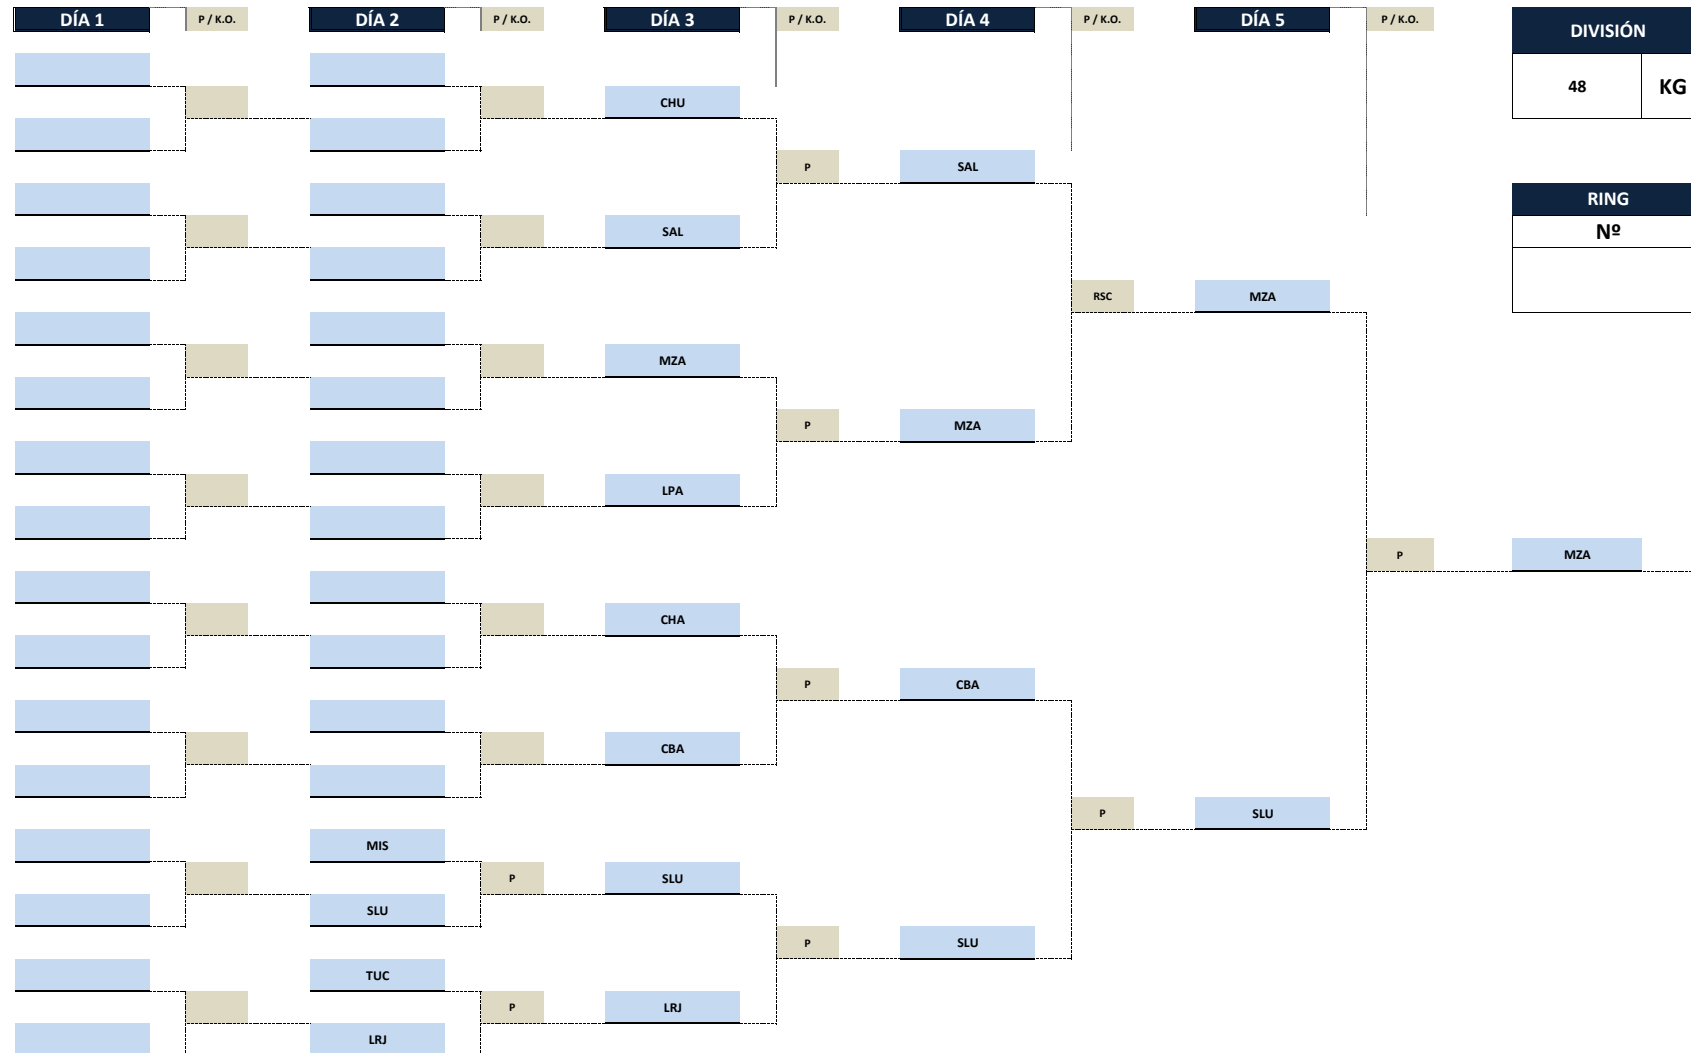 DÍA 1 P / K.O. DÍA 2 P / K.O. DÍA 3 P / K.O. DÍA 4 P / K.O. DÍA 5 P / K.O. DIVISIÓN
48 KG
CHU
P SAL
RING
SAL
Nº
RSC MZA
MZA
P MZA
LPA
P MZA
CHA
P CBA
CBA
P SLU
MIS
P SLU
SLU
P SLU
TUC
P LRJ
LRJ